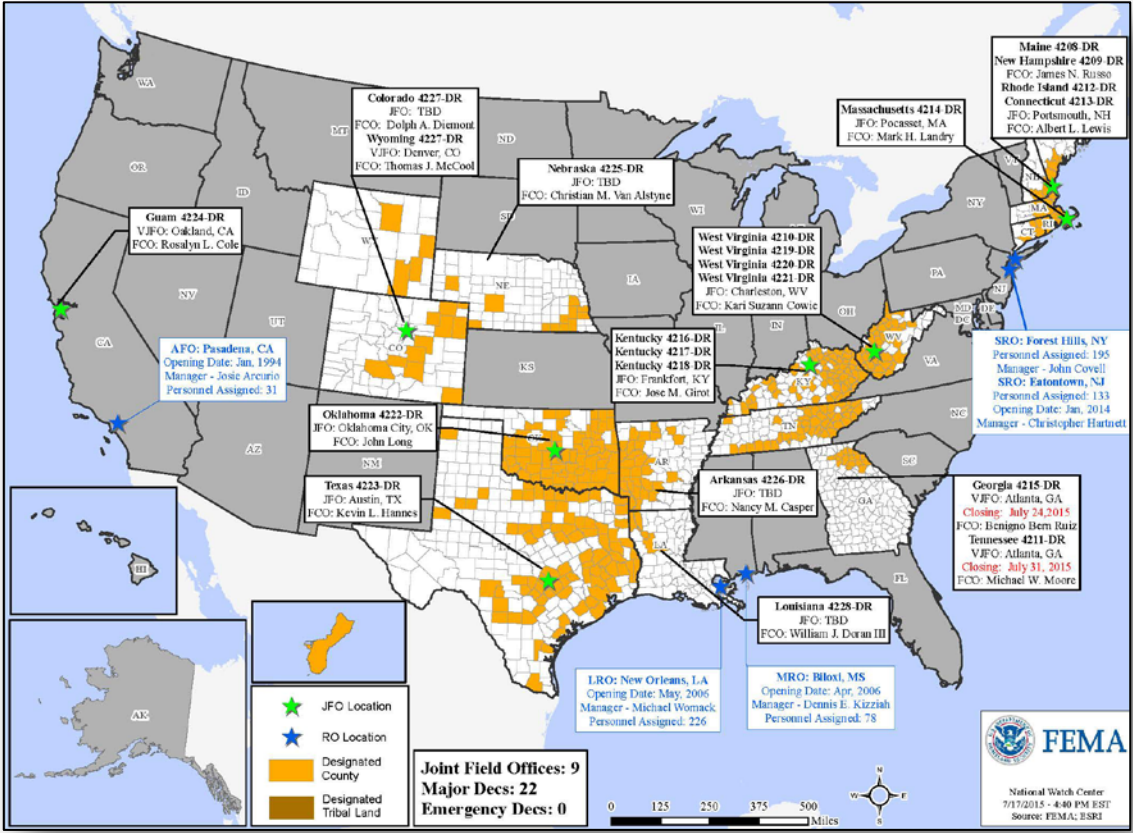 Maine 4208-DR
New Hampshire 4209-DR
FCO: James N. Russo
Rhode Island 4212-DR
Connecticut 4213-DR
JFO: Portsmouth, NH
FCO: Albert L. Lewis
Massachusetts 4214-DR
JFO: Pocasset, MA
FCO: Mark H. Landry
Colorado 4227-DR
JFO: TBD
FCO: Dolph A. Diemont
Wyoming 4227-DR
VJFO: Denver, CO
FCO: Thomas J. McCool
Nebraska 4225-DR
JFO: TBD
FCO: Christian M. Van Alstyne
Guam 4224-DR
VJFO: Oakland, CA
FCO: Rosalyn L. Cole
West Virginia 4210-DR
West Virginia 4219-DR
West Virginia 4220-DR
West Virginia 4221-DR
JFO: Charleston, WV
FCO: Kari Suzann Cowie
Kentucky 4216-DR
Kentucky 4217-DR
Kentucky 4218-DR
JFO: Frankfort, KY
FCO: Jose M. Girot
AFO: Pasadena, CA
Opening Date: Jan, 1994
Manager - Josie Arcurio
Personnel Assigned: 31
SRO: Forest Hills, NY
Personnel Assigned: 195
Manager - John Covell
SRO: Eatontown, NJ
Personnel Assigned: 133
Opening Date: Jan, 2014
Manager - Christopher Hartnett
Oklahoma 4222-DR
JFO: Oklahoma City, OK
FCO: John Long
Texas 4223-DR
JFO: Austin, TX
FCO: Kevin L. Hannes
Arkansas 4226-DR
JFO: TBD
FCO: Nancy M. Casper
Georgia 4215-DR
VJFO: Atlanta, GA
Closing: July 24,2015
FCO: Benigno Bern Ruiz
Tennessee 4211-DR
VJFO: Atlanta, GA
Closing: July 31, 2015
FCO: Michael W. Moore
Louisiana 4228-DR
JFO: TBD
FCO: William J. Doran III
LRO: New Orleans, LA
Opening Date: May, 2006
Manager - Michael Womack
Personnel Assigned: 226
MRO: Biloxi, MS
Opening Date: Apr, 2006
Manager - Dennis E. Kizziah
Personnel Assigned: 78
WA
OR
ID
MT
ND
SD
WI
NY
VT
NH
MA
RI
CT
NJ
PA
MD
DE
DC
OH
IN
IL
IA
NE
WY
NV
UT
CO
CA
AZ
NM
KS
OK
AR
KY
WV
VA
NC
TN
SC
GA
LA
FL
HI
AK
JFO Location
RO Location
Designated
County
Designated
Tribal Land
Joint Field Offices: 9
Major Decs: 22
Emergency Decs: 0
0 125 250 375 500
Miles
N
W E
S
FEMA
National Watch Center
7/17/2015 - 4:40 PM EST
Source: FEMA; ESRI